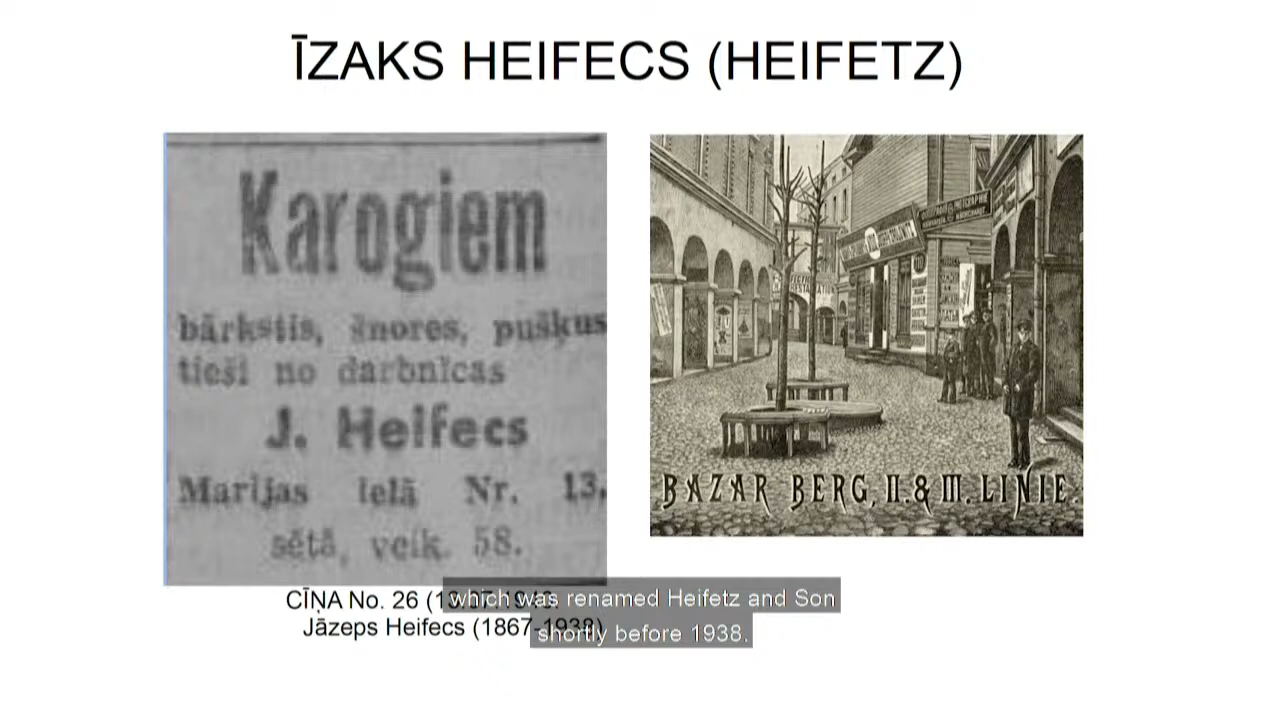 ĪZAKS HEIFECS (HEIFETZ)
Karogiem
bārkstis, šnores, pušķus
tieši no darbnīcas
J. Heifecs
Marijas ielā Nr. 13,
sētā, veik. 58.
BAZAR BERG, II. & III. LINIE.
CĪŅA No. 26 (
Jāzeps Heifecs (1867-1938)
which was renamed Heifetz and Son
shortly before 1938.